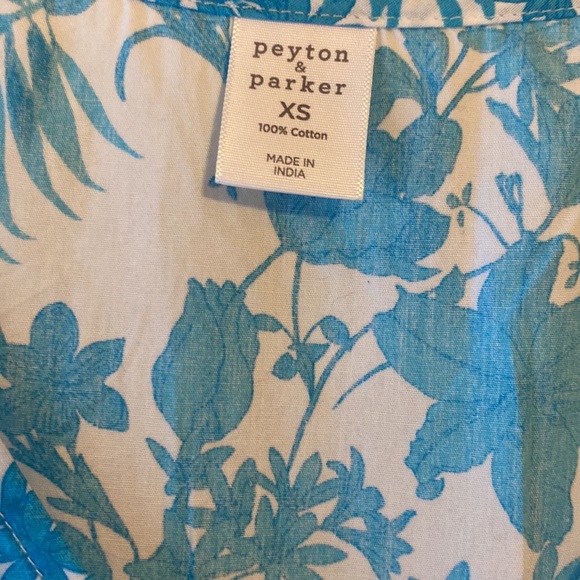 peyton
&
parker
XS
100% Cotton
MADE IN
INDIA